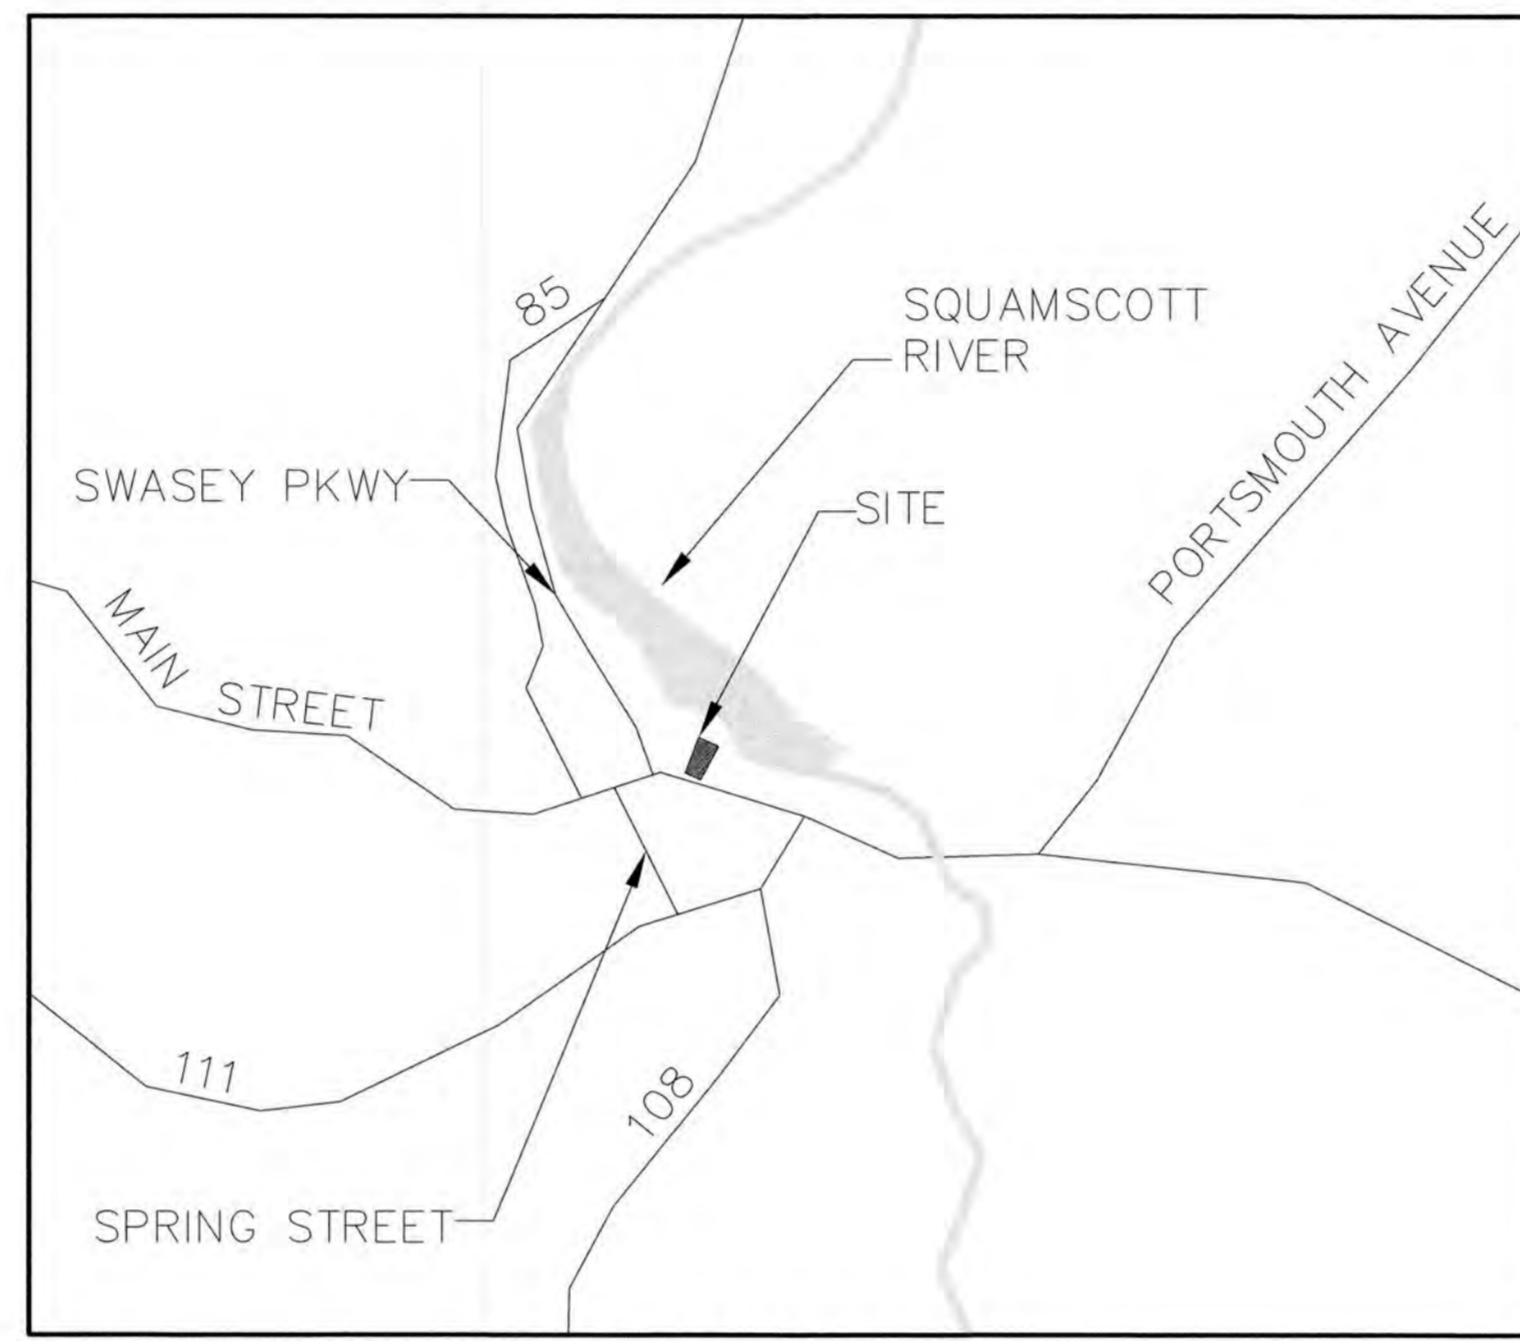 85
SQUAMSCOTT
RIVER
PORTSMOUTH AVENUE
SWASEY PKWY
SITE
MAIN STREET
111
108
SPRING STREET